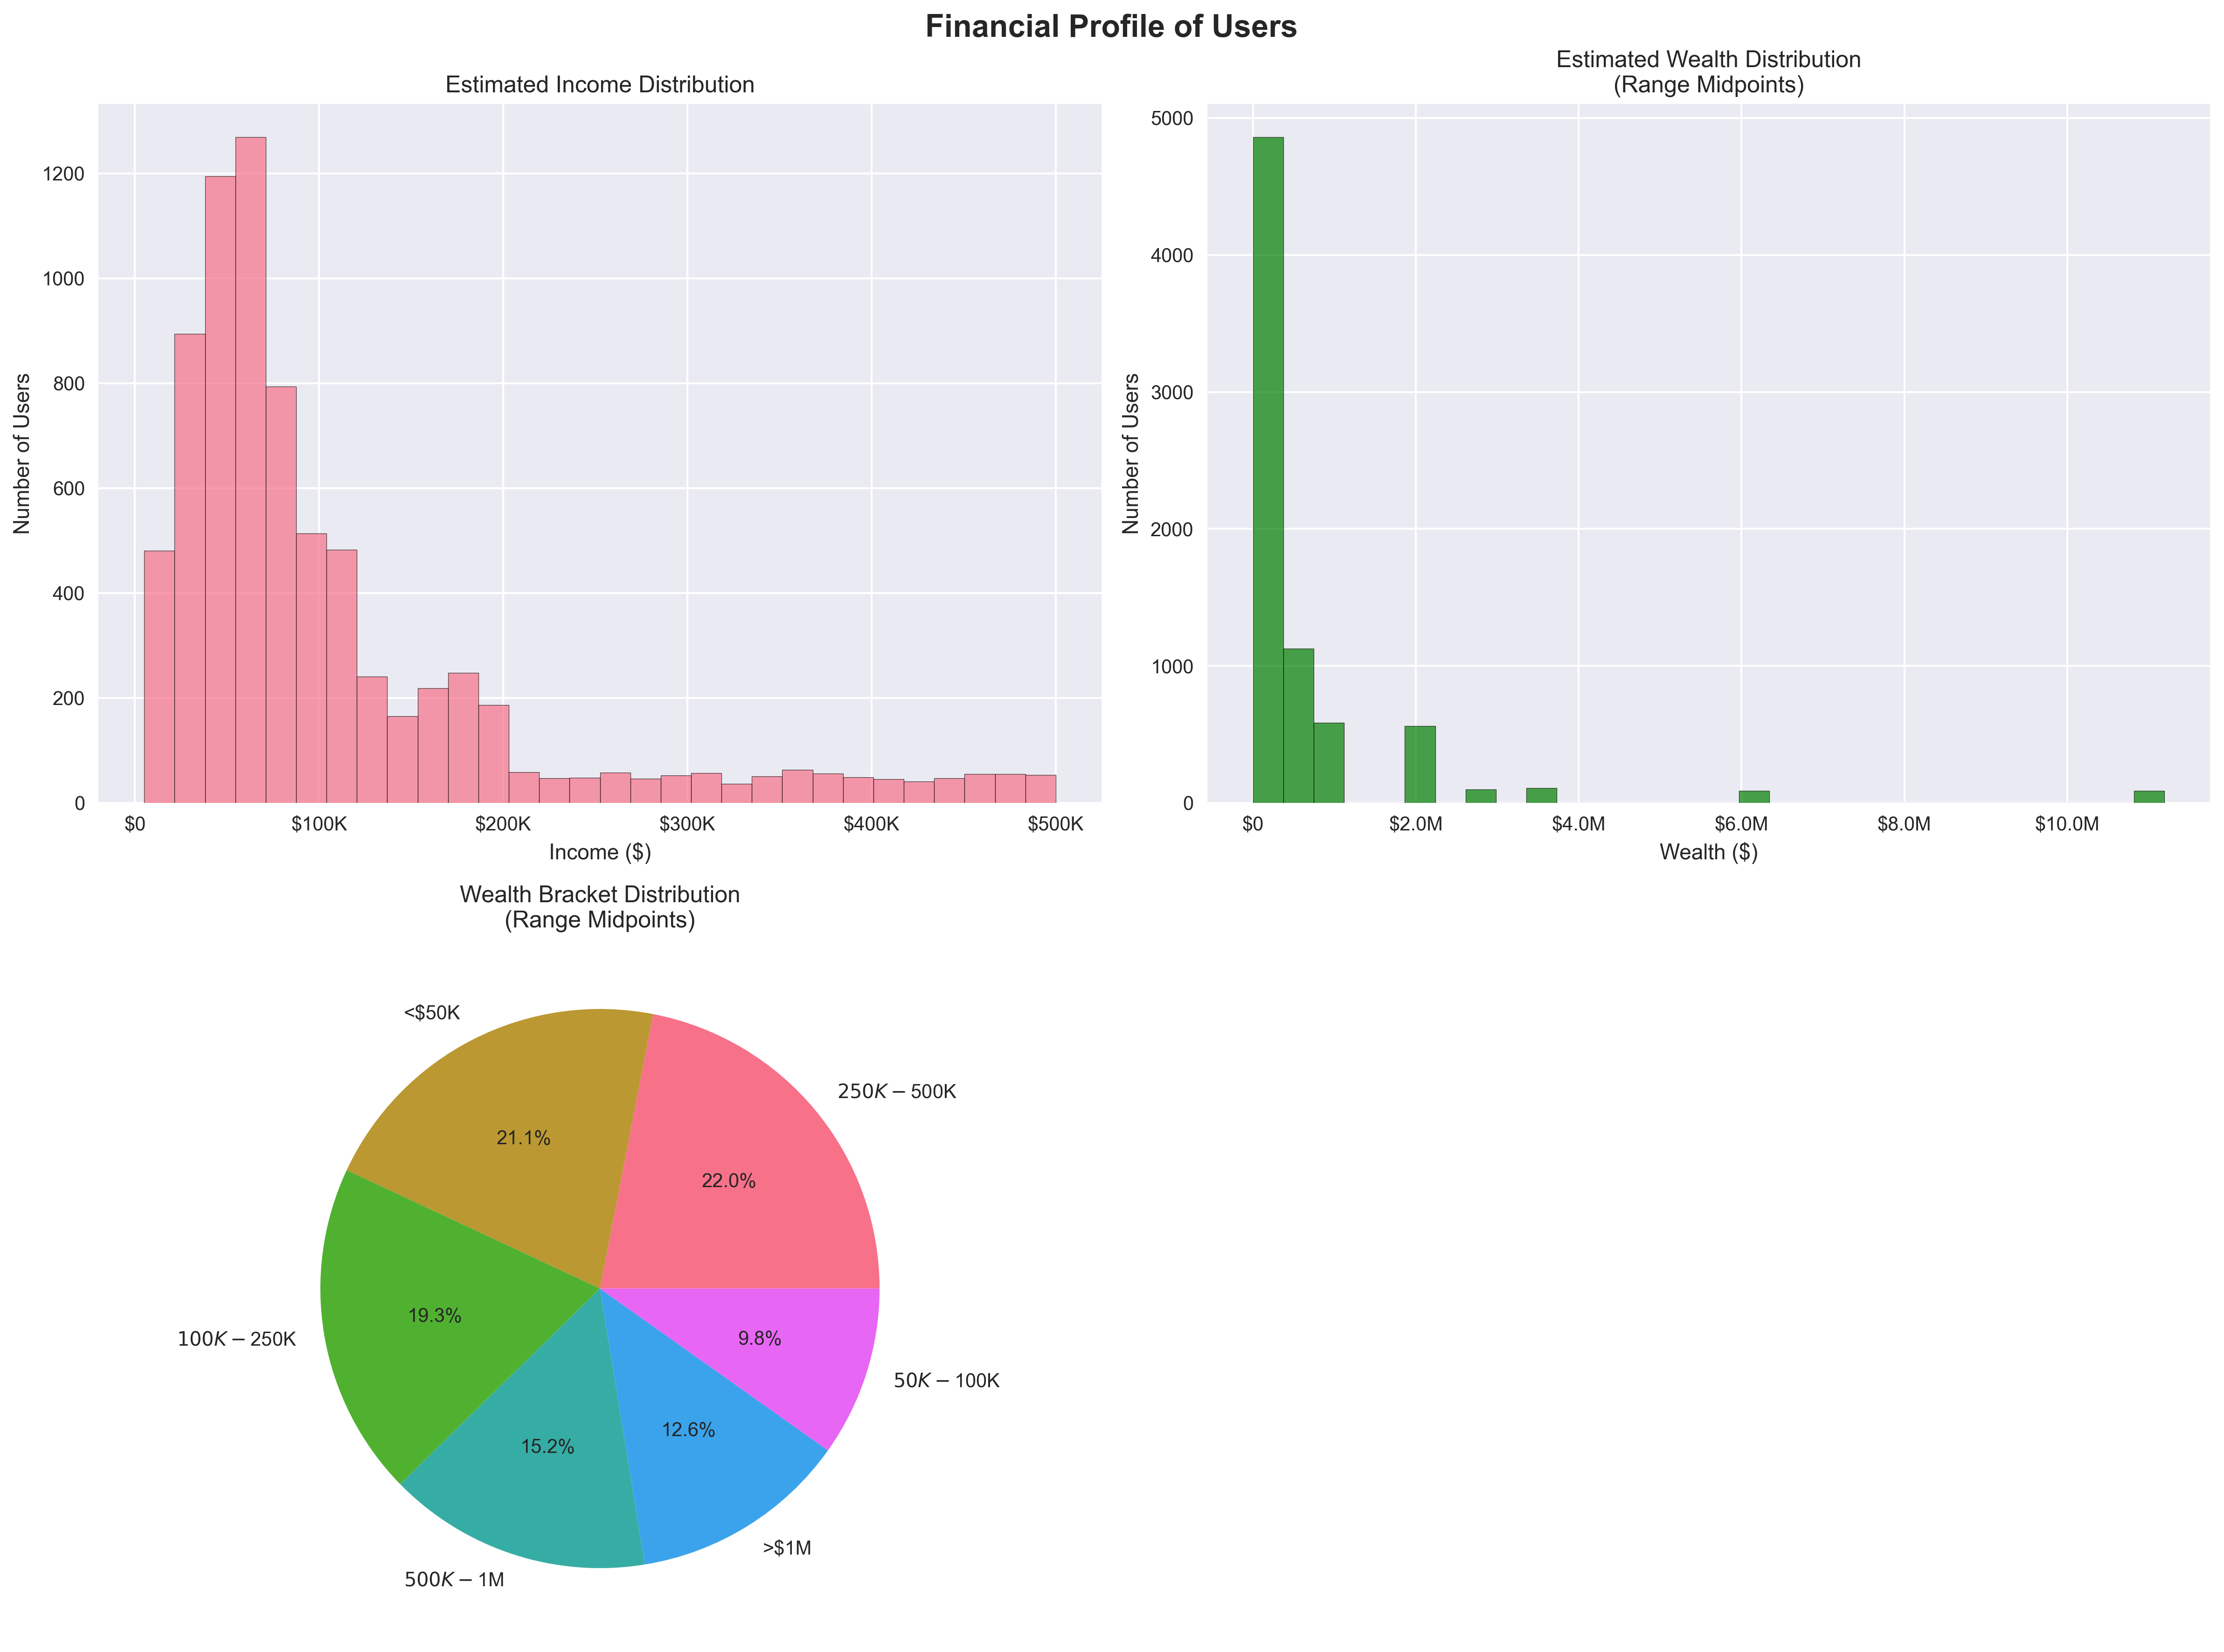 Financial Profile of Users
Estimated Income Distribution
Number of Users
1200
1000
800
600
400
200
0
$0 $100K $200K $300K $400K $500K
Income ($)
Estimated Wealth Distribution
(Range Midpoints)
Number of Users
5000
4000
3000
2000
1000
0
$0 $2.0M $4.0M $6.0M $8.0M $10.0M
Wealth ($)
Wealth Bracket Distribution
(Range Midpoints)
<$50K
250K − 500K
21.1%
22.0%
19.3%
100K − 250K
9.8%
50K − 100K
12.6%
15.2%
>$1M
500K − 1M